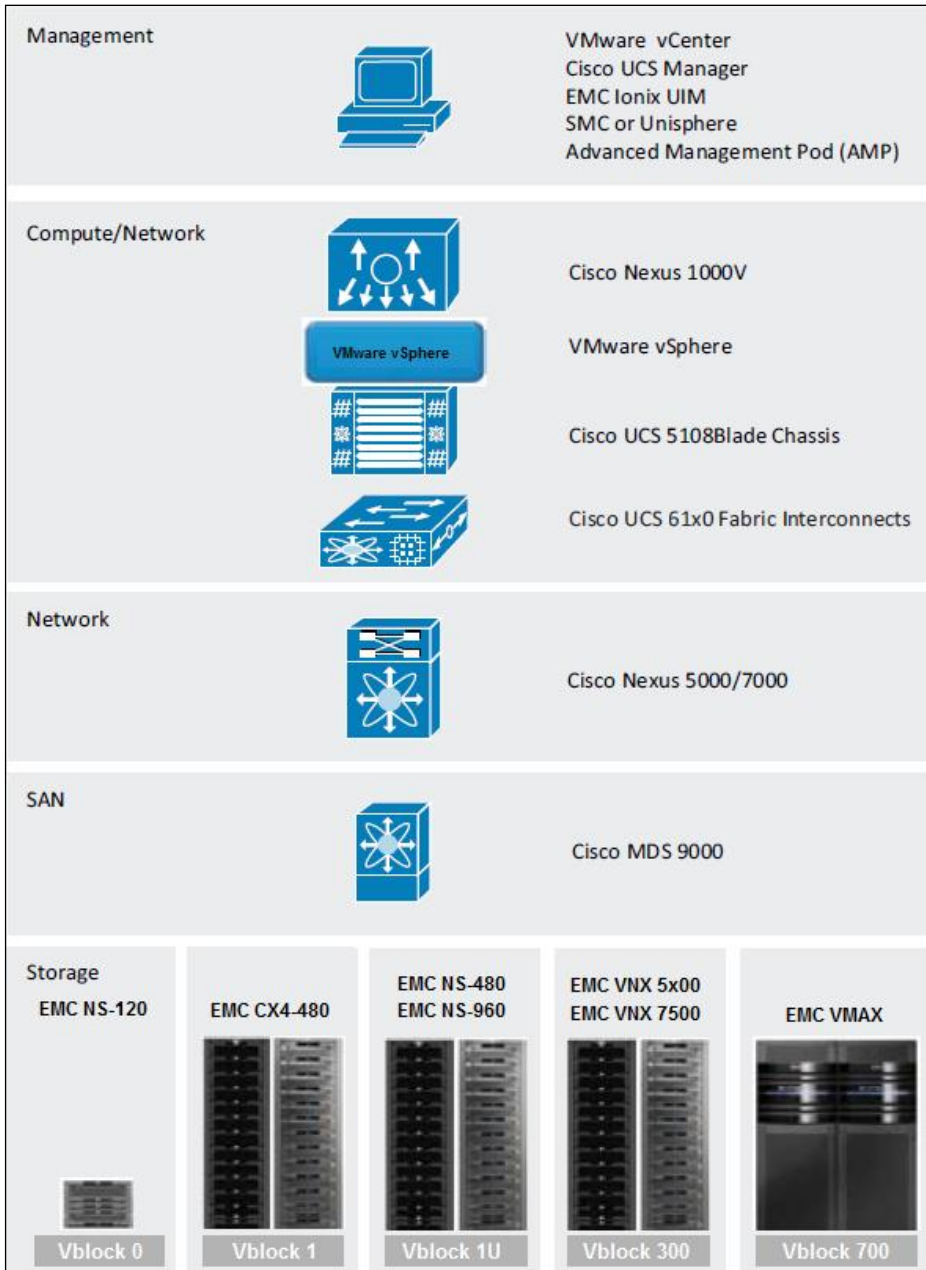 Management
VMware vCenter
Cisco UCS Manager
EMC Ionix UIM
SMC or Unisphere
Advanced Management Pod (AMP)
Compute/Network
Cisco Nexus 1000V
VMware vSphere
VMware vSphere
Cisco UCS 5108Blade Chassis
Cisco UCS 61x0 Fabric Interconnects
Network
Cisco Nexus 5000/7000
SAN
Cisco MDS 9000
Storage
EMC NS-120
EMC CX4-480
EMC NS-480
EMC NS-960
EMC VNX 5x00
EMC VNX 7500
EMC VMAX
Vblock 0
Vblock 1
Vblock 1U
Vblock 300
Vblock 700